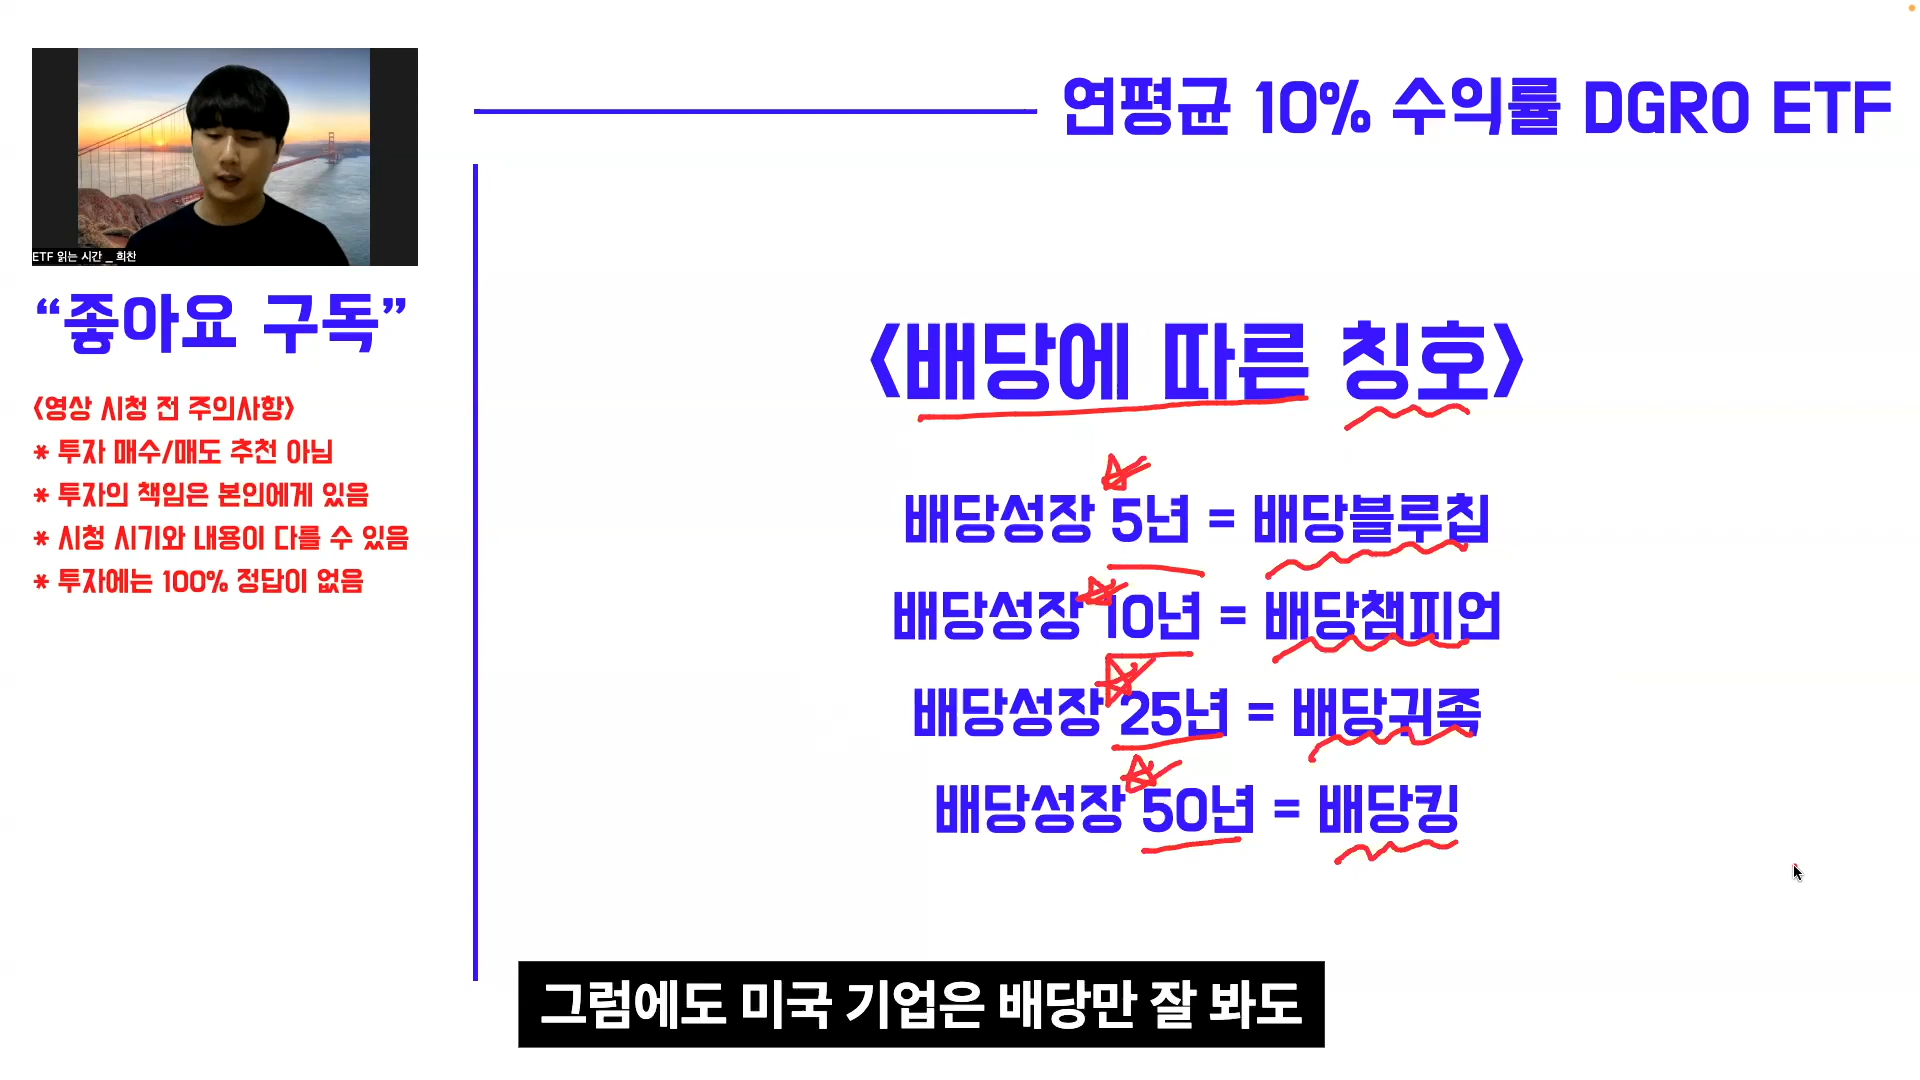 연평균 10% 수익률 DGRO ETF
ETF 읽는 시간 _ 희찬
“좋아요 구독”
<영상 시청 전 주의사항>
* 투자 매수/매도 추천 아님
* 투자의 책임은 본인에게 있음
* 시청 시기와 내용이 다를 수 있음
* 투자에는 100% 정답이 없음
<배당에 따른 칭호>
배당성장 5년 = 배당블루칩
배당성장 10년 = 배당챔피언
배당성장 25년 = 배당귀족
배당성장 50년 = 배당킹
그럼에도 미국 기업은 배당만 잘 봐도